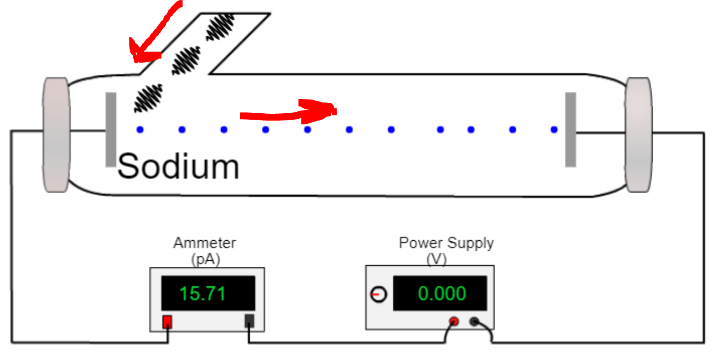 Sodium
Ammeter
(pA)
15.71
Power Supply
(V)
0.000